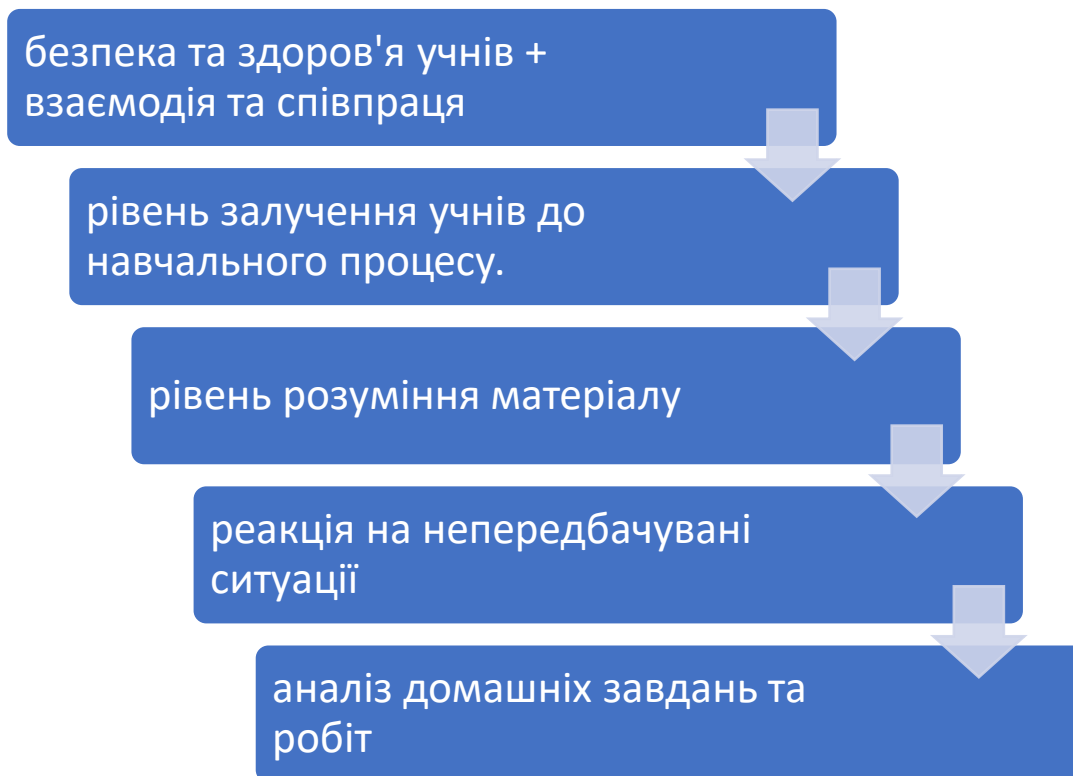 безпека та здоров'я учнів +
взаємодія та співпраця
рівень залучення учнів до
навчального процесу.
рівень розуміння матеріалу
реакція на непередбачувані
ситуації
аналіз домашніх завдань та
робіт